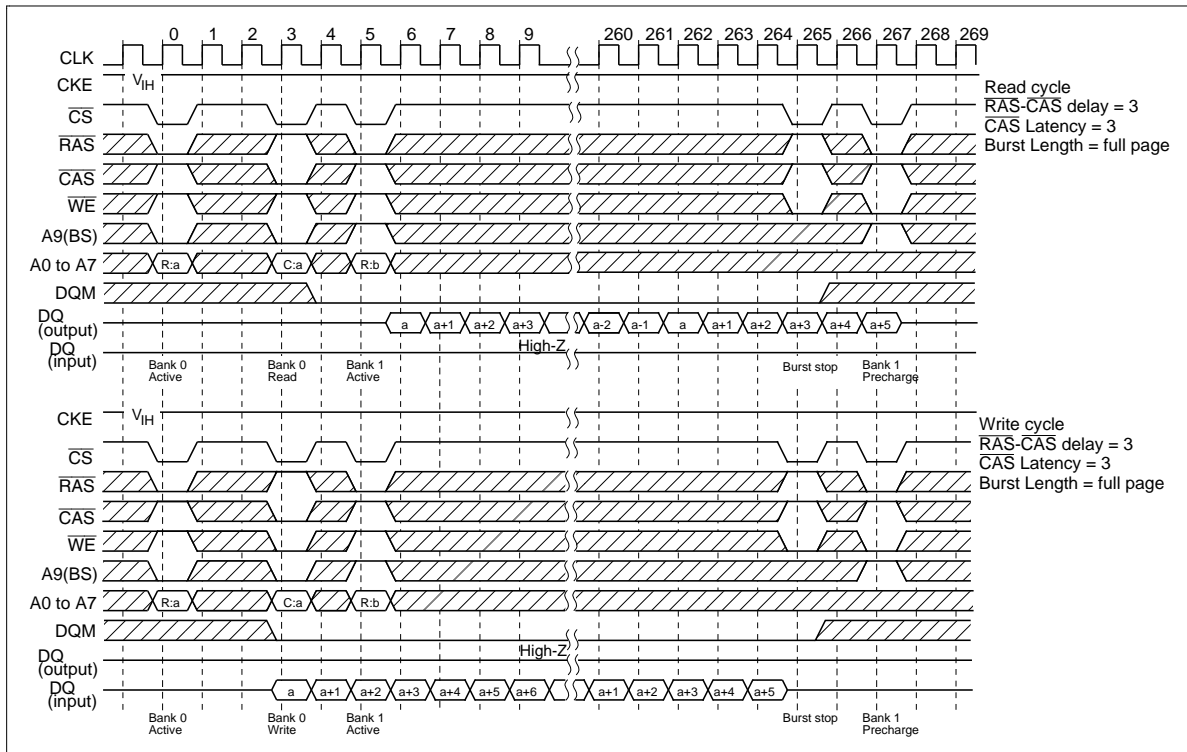 0 1 2 3 4 5 6 7 8 9 260 261 262 263 264 265 266 267 268 269
CLK
CKE VIH
CS
RAS
CAS
WE
A9(BS)
A0 to A7 R:a C:a R:b
DQM
DQ (output) a a+1 a+2 a+3 a-2 a-1 a a+1 a+2 a+3 a+4 a+5
DQ (input) High-Z
Bank 0 Active
Bank 0 Read
Bank 1 Active
Burst stop
Bank 1 Precharge
Read cycle
RAS-CAS delay = 3
CAS Latency = 3
Burst Length = full page
CKE VIH
CS
RAS
CAS
WE
A9(BS)
A0 to A7 R:a C:a R:b
DQM
DQ (output) High-Z
DQ (input) a a+1 a+2 a+3 a+4 a+5 a+6 a+1 a+2 a+3 a+4 a+5
Bank 0 Active
Bank 0 Write
Bank 1 Active
Burst stop
Bank 1 Precharge
Write cycle
RAS-CAS delay = 3
CAS Latency = 3
Burst Length = full page